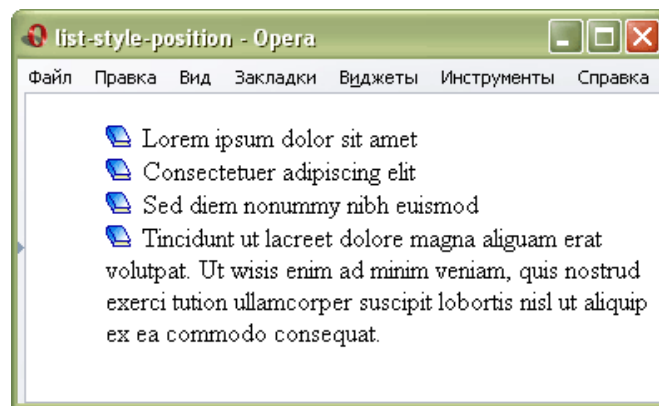 list-style-position - Opera
Файл Правка Вид Закладки Виджеты Инструменты Справка
Lorem ipsum dolor sit amet
Consectetuer adipiscing elit
Sed diem nonummy nibh euismod
Tincidunt ut lacreet dolore magna aliguam erat
volutpat. Ut wisis enim ad minim veniam, quis nostrud
exerci tution ullamcorper suscipit lobortis nisl ut aliquip
ex ea commodo consequat.